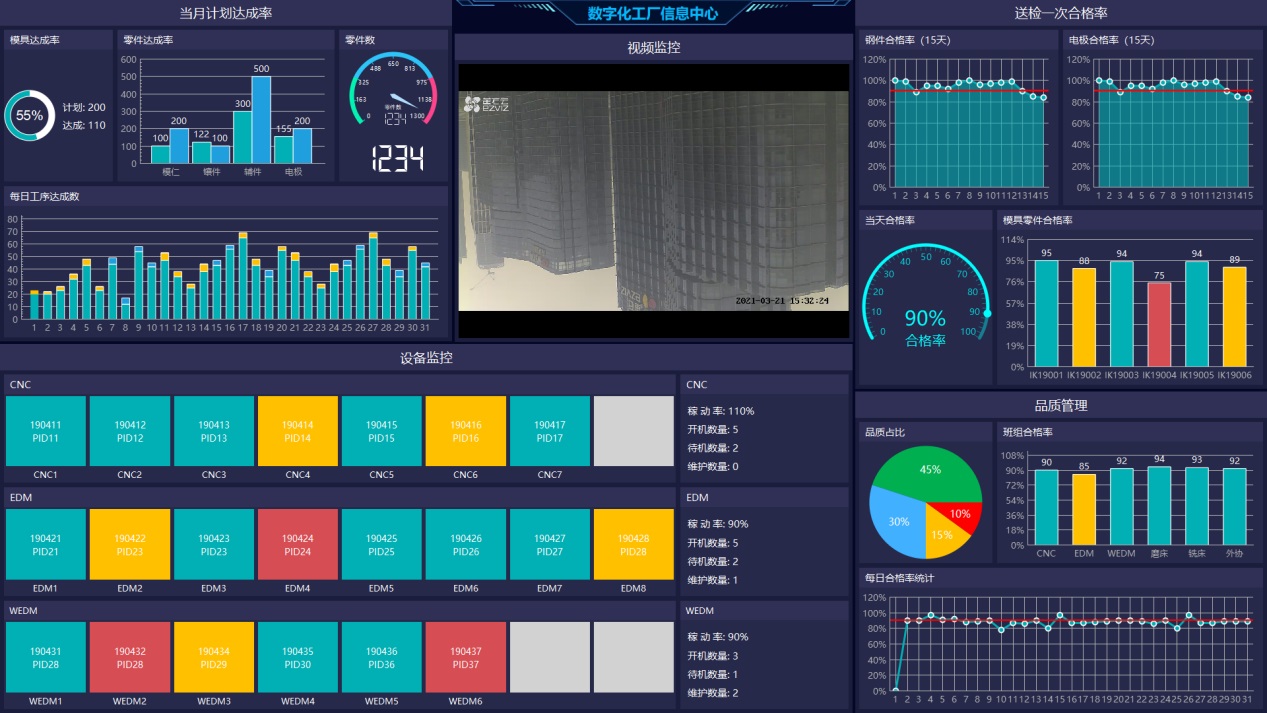 数字化工厂信息中心
当月计划达成率
模具达成率
55%
计划: 200
达成: 110
零件达成率
600
500
400
300
200
100
0
100 200 122 100 300 500 155 200
模仁 镶件 辅件 电极
零件数
0 163 325 488 650 813 975 1138 1300
零件数
1234
1234
每日工序达成数
80
70
60
50
40
30
20
10
0
1 2 3 4 5 6 7 8 9 10 11 12 13 14 15 16 17 18 19 20 21 22 23 24 25 26 27 28 29 30 31
视频监控
EZVIZ
2021-03-21 15:32:24
设备监控
CNC
190411 190412 190413 190414 190415 190416 190417
PID11 PID12 PID13 PID14 PID15 PID16 PID17
CNC1 CNC2 CNC3 CNC4 CNC5 CNC6 CNC7
CNC
稼 动 率: 110%
开机数量: 5
待机数量: 2
维护数量: 0
EDM
190421 190422 190423 190424 190425 190426 190427 190428
PID21 PID23 PID23 PID24 PID25 PID26 PID27 PID28
EDM1 EDM2 EDM3 EDM4 EDM5 EDM6 EDM7 EDM8
EDM
稼 动 率: 90%
开机数量: 5
待机数量: 2
维护数量: 1
WEDM
190431 190432 190434 190435 190436 190437
PID28 PID28 PID29 PID30 PID36 PID37
WEDM1 WEDM2 WEDM3 WEDM4 WEDM5 WEDM6
WEDM
稼 动 率: 90%
开机数量: 3
待机数量: 1
维护数量: 2
送检一次合格率
钢件合格率 (15天)
120%
100%
80%
60%
40%
20%
0%
1 2 3 4 5 6 7 8 9 10 11 12 13 14 15
电极合格率 (15天)
120%
100%
80%
60%
40%
20%
0%
1 2 3 4 5 6 7 8 9 10 11 12 13 14 15
当天合格率
0 10 20 30 40 50 60 70 80 90 100
90%
合格率
模具零件合格率
114%
95%
76%
57%
38%
19%
0%
95 88 94 75 94 89
IK19001 IK19002 IK19003 IK19004 IK19005 IK19006
品质管理
品质占比
45%
30%
15%
10%
班组合格率
108%
90%
72%
54%
36%
18%
0%
90 85 92 94 93 92
CNC EDM WEDM 磨床 铣床 外协
每日合格率统计
120%
100%
80%
60%
40%
20%
0%
1 2 3 4 5 6 7 8 9 10 11 12 13 14 15 16 17 18 19 20 21 22 23 24 25 26 27 28 29 30 31